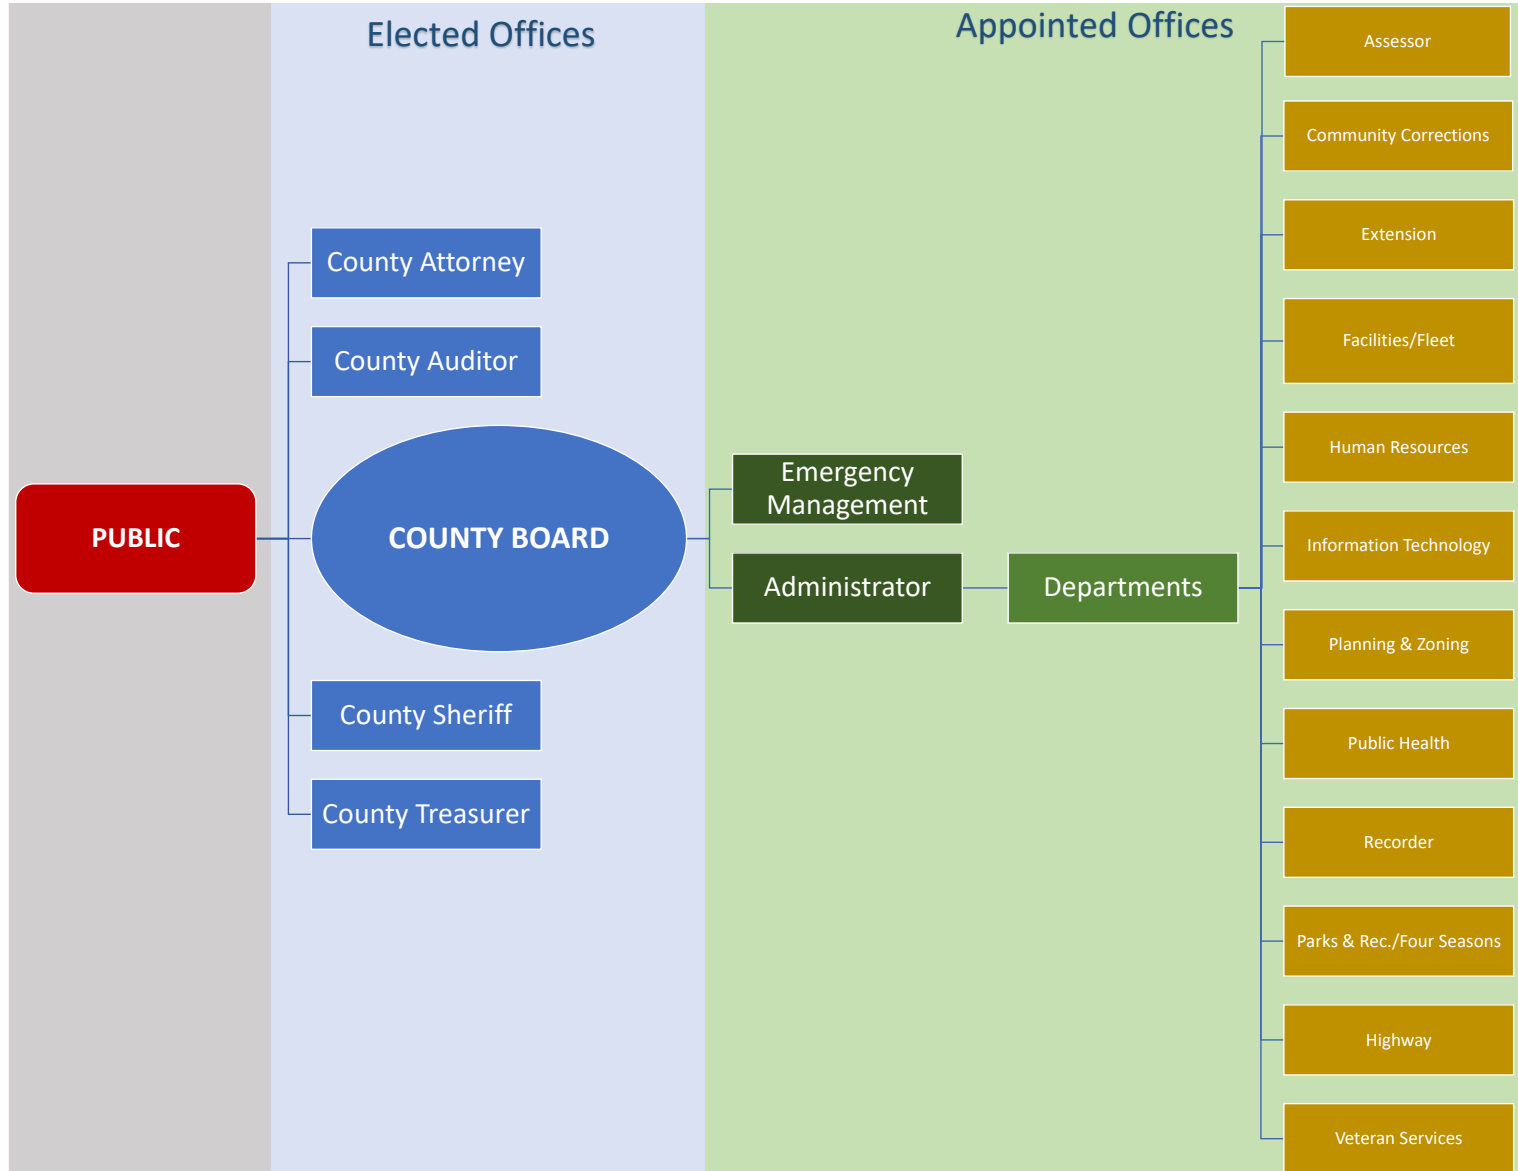 Elected Offices
Appointed Offices
PUBLIC
County Attorney
County Auditor
COUNTY BOARD
County Sheriff
County Treasurer
Emergency
Management
Administrator
Departments
Assessor
Community Corrections
Extension
Facilities/Fleet
Human Resources
Information Technology
Planning & Zoning
Public Health
Recorder
Parks & Rec./Four Seasons
Highway
Veteran Services